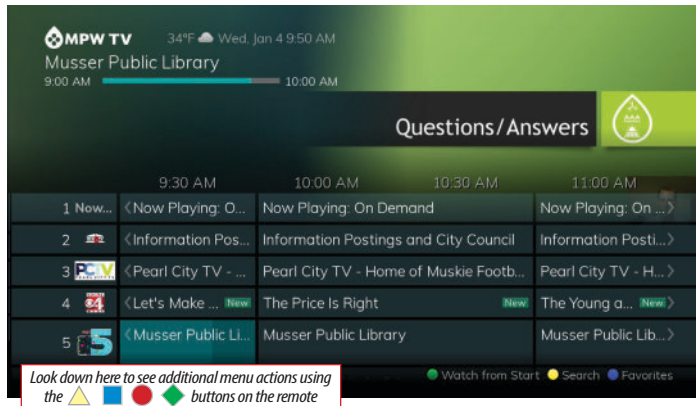 MPW TV 34°F Wed, Jan 4 9:50 AM
Musser Public Library
9:00 AM 10:00 AM
Questions/Answers
9:30 AM 10:00 AM 10:30 AM 11:00 AM
1 Now... Now Playing: O... Now Playing: On Demand Now Playing: On ...
2 Information Pos... Information Postings and City Council Information Posti...
3 PCTV Pearl City TV - ... Pearl City TV - Home of Muskie Footb... Pearl City TV - H...
4 4 Let's Make ... New The Price Is Right New The Young a... New
5 5 Musser Public Li... Musser Public Library Musser Public Lib...
Watch from Start Search Favorites
Look down here to see additional menu actions using
the buttons on the remote